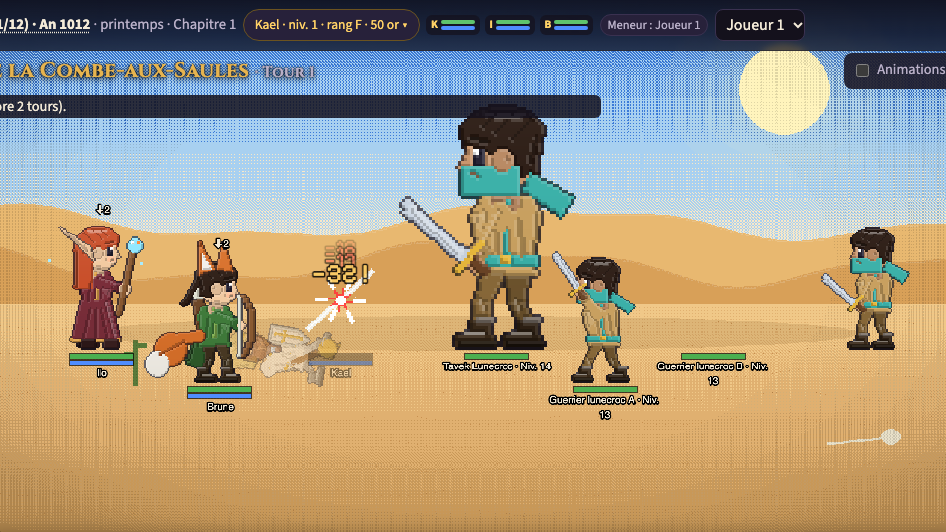 1/12) · An 1012 · printemps · Chapitre 1
Kael · niv. 1 · rang F · 50 or ▾
K
I
B
Meneur : Joueur 1
Joueur 1
LA COMBE-AUX-SAULES · TOUR 1
Animations
ore 2 tours).
2
2
-33!
Io
Brune
Kael
Tavek Lunecroc · Niv. 14
Guerrier lunecroc A · Niv.
13
Guerrier lunecroc B · Niv.
13